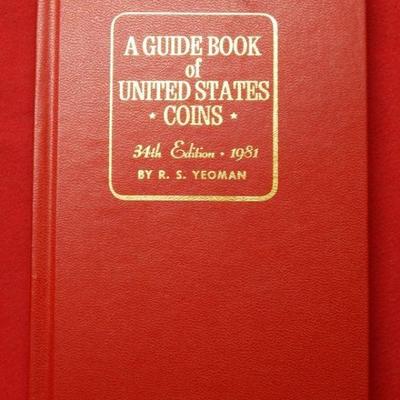 A GUIDE BOOK
of
UNITED STATES
★ COINS ★
34th Edition • 1981
BY R. S. YEOMAN